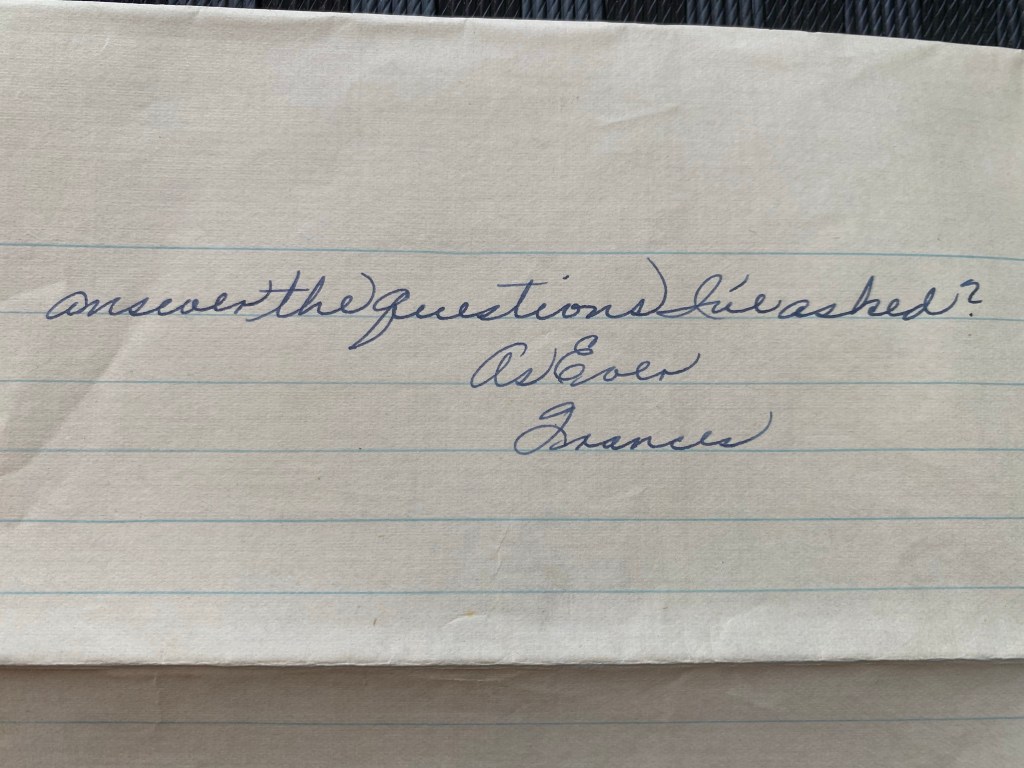 answer the questions I've asked?
As Ever
Frances